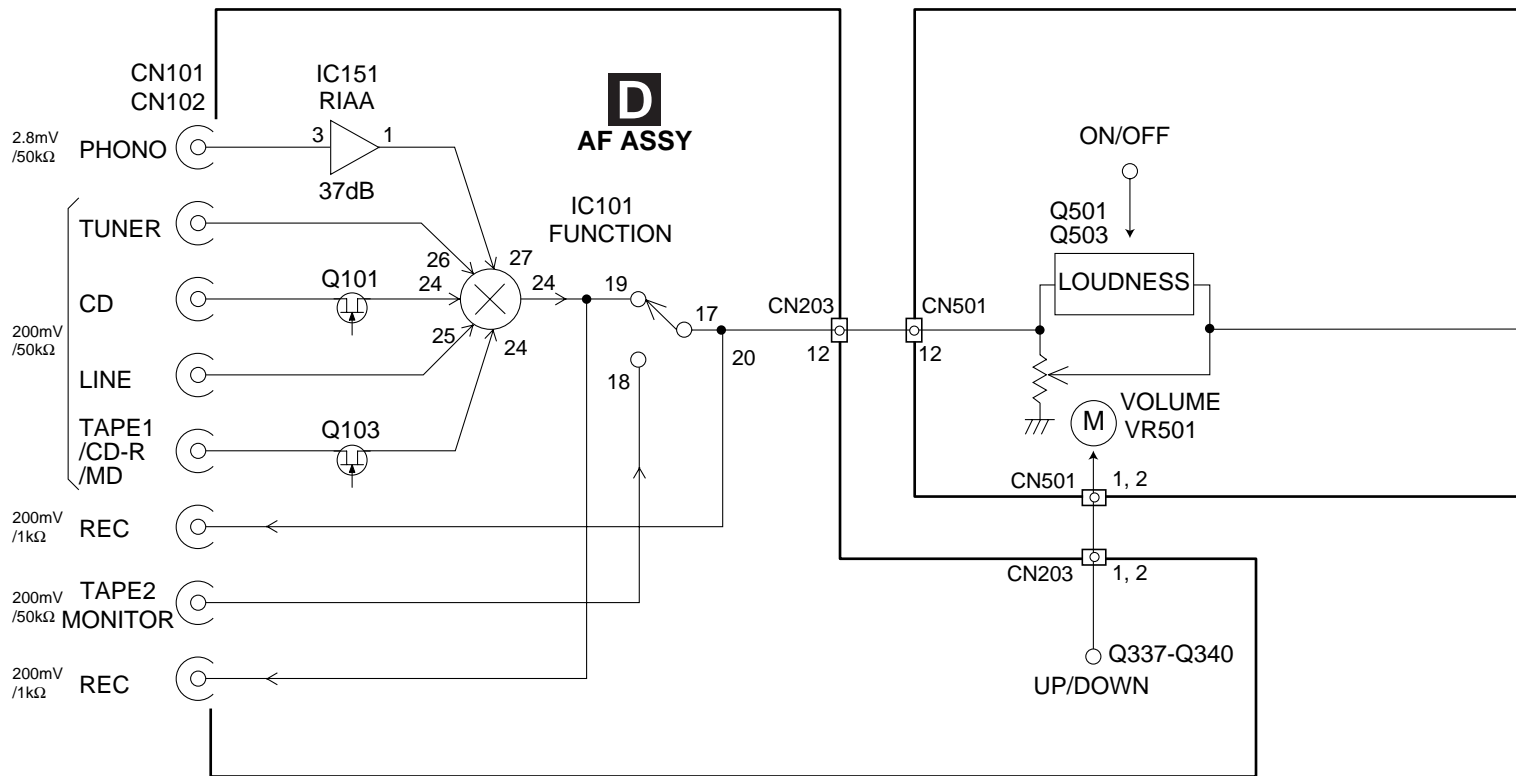 CN101
CN102
IC151
RIAA
D
AF ASSY
2.8mV
/50kΩ
PHONO
3
1
37dB
ON/OFF
TUNER
IC101
FUNCTION
Q501
Q503
26
27
Q101
CD
24
24
19
LOUDNESS
17
CN203
CN501
200mV
/50kΩ
25
24
12
12
20
LINE
18
TAPE1
/CD-R
/MD
Q103
M
VOLUME
VR501
CN501
1, 2
200mV
/1kΩ
REC
CN203
1, 2
200mV
/50kΩ
TAPE2
MONITOR
Q337-Q340
UP/DOWN
200mV
/1kΩ
REC